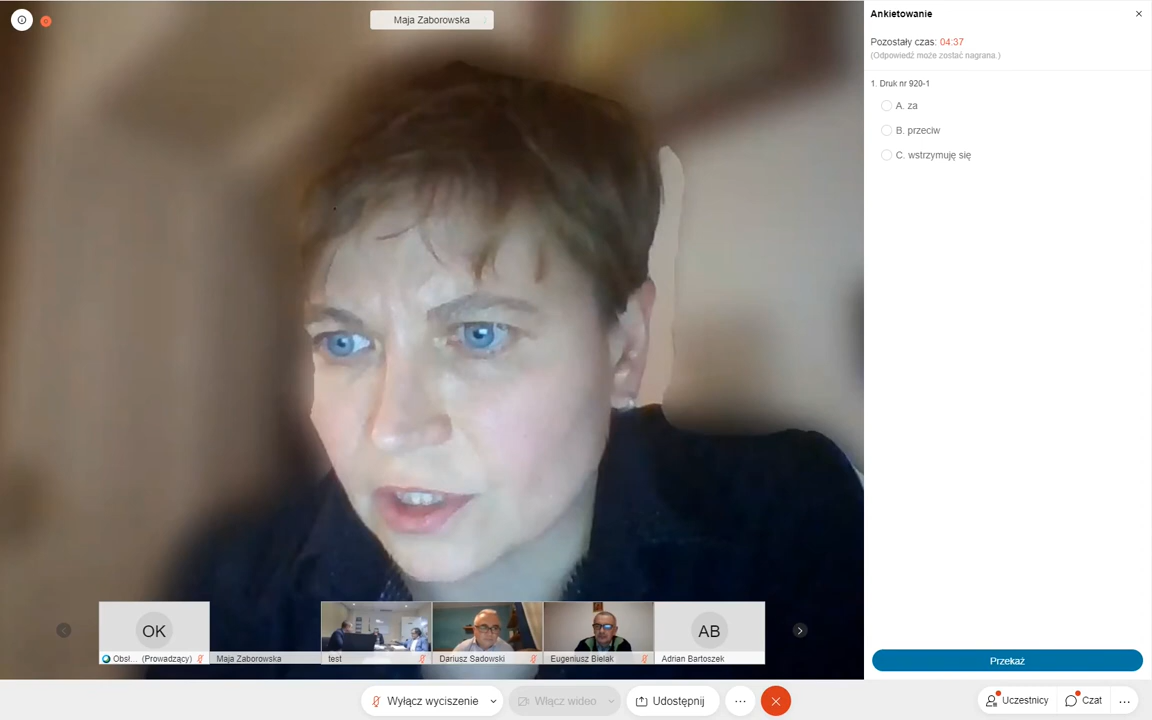 Maja Zaborowska
Ankietowanie
Pozostały czas: 04:37
(Odpowiedź może zostać nagrana.)
1. Druk nr 920-1
A. za
B. przeciw
C. wstrzymuję się
OK
AB
Obsł... (Prowadzący)
Maja Zaborowska
test
Dariusz Sadowski
Eugeniusz Bielak
Adrian Bartoszek
Przekaż
Wyłącz wyciszenie
Włącz wideo
Udostępnij
Uczestnicy
Czat